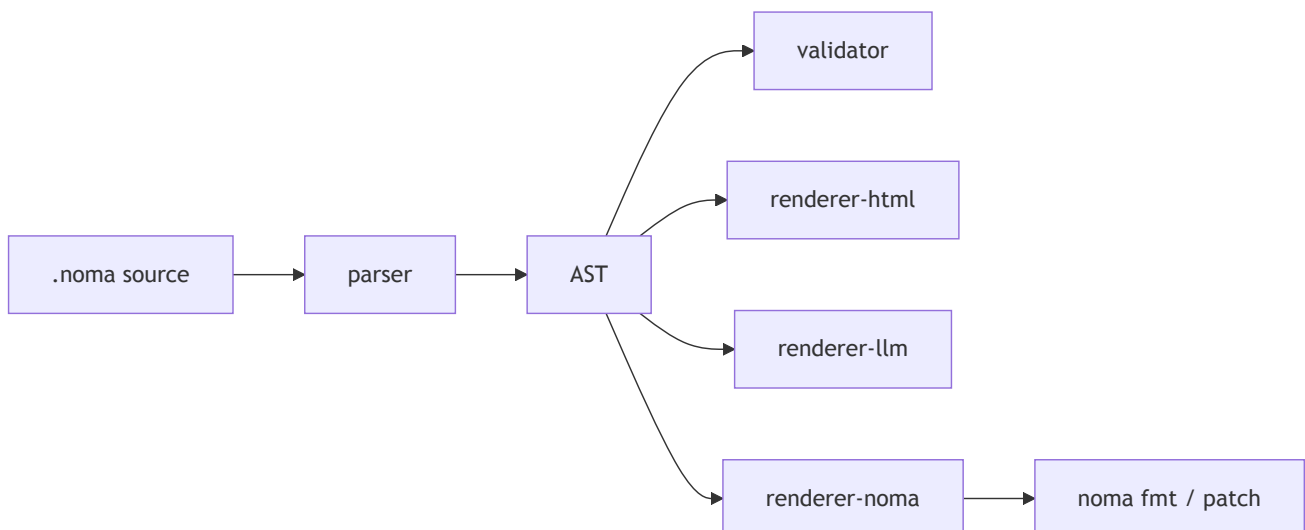 validator
renderer-html
.noma source
parser
AST
renderer-llm
renderer-noma
noma fmt / patch